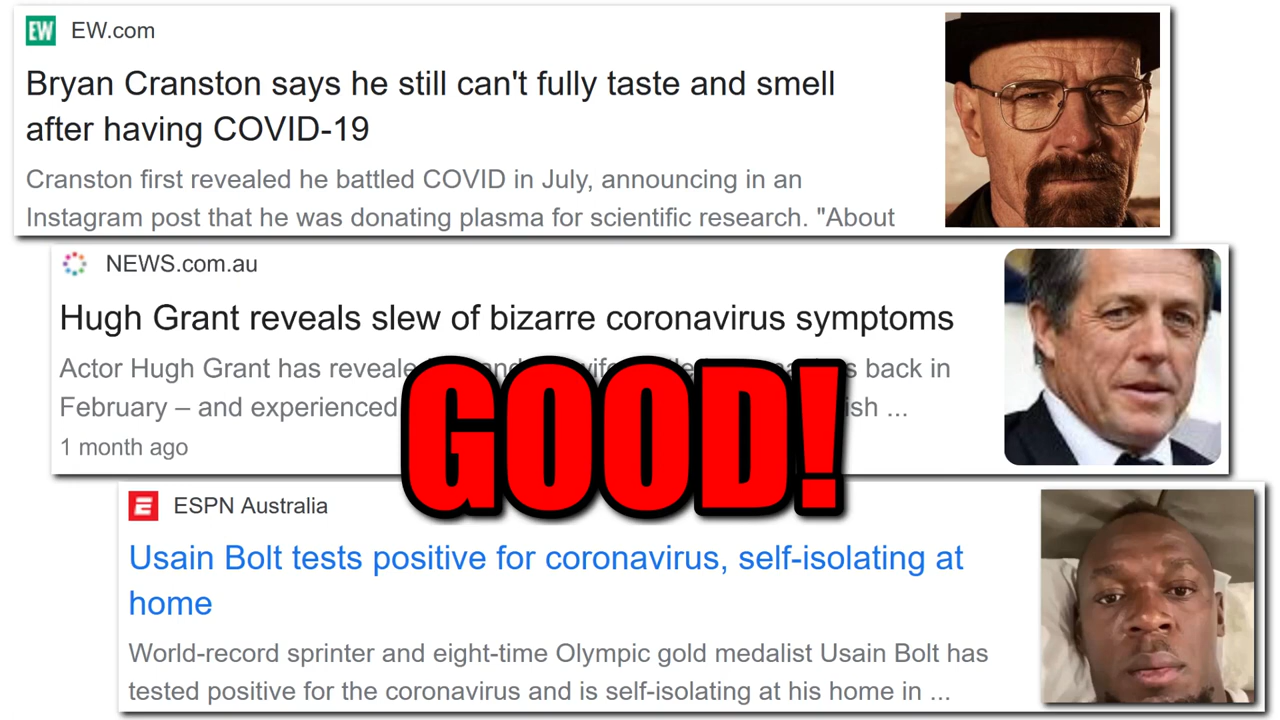 EW EW.com
Bryan Cranston says he still can't fully taste and smell
after having COVID-19
Cranston first revealed he battled COVID in July, announcing in an
Instagram post that he was donating plasma for scientific research. "About
NEWS.com.au
Hugh Grant reveals slew of bizarre coronavirus symptoms
Actor Hugh Grant has back in
February – and experienced ...
GOOD!
1 month ago
E ESPN Australia
Usain Bolt tests positive for coronavirus, self-isolating at
home
World-record sprinter and eight-time Olympic gold medalist Usain Bolt has
tested positive for the coronavirus and is self-isolating at his home in ...